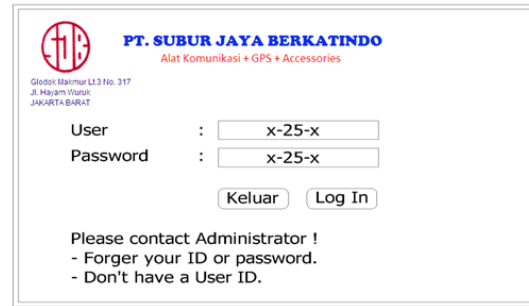 PT. SUBUR JAYA BERKATINDO
Alat Komunikasi + GPS + Accessories
Glodok Makmur Lt.3 No. 317
Jl. Hayam Wuruk
JAKARTA BARAT
User : x-25-x
Password : x-25-x
Keluar Log In
Please contact Administrator !
- Forger your ID or password.
- Don't have a User ID.